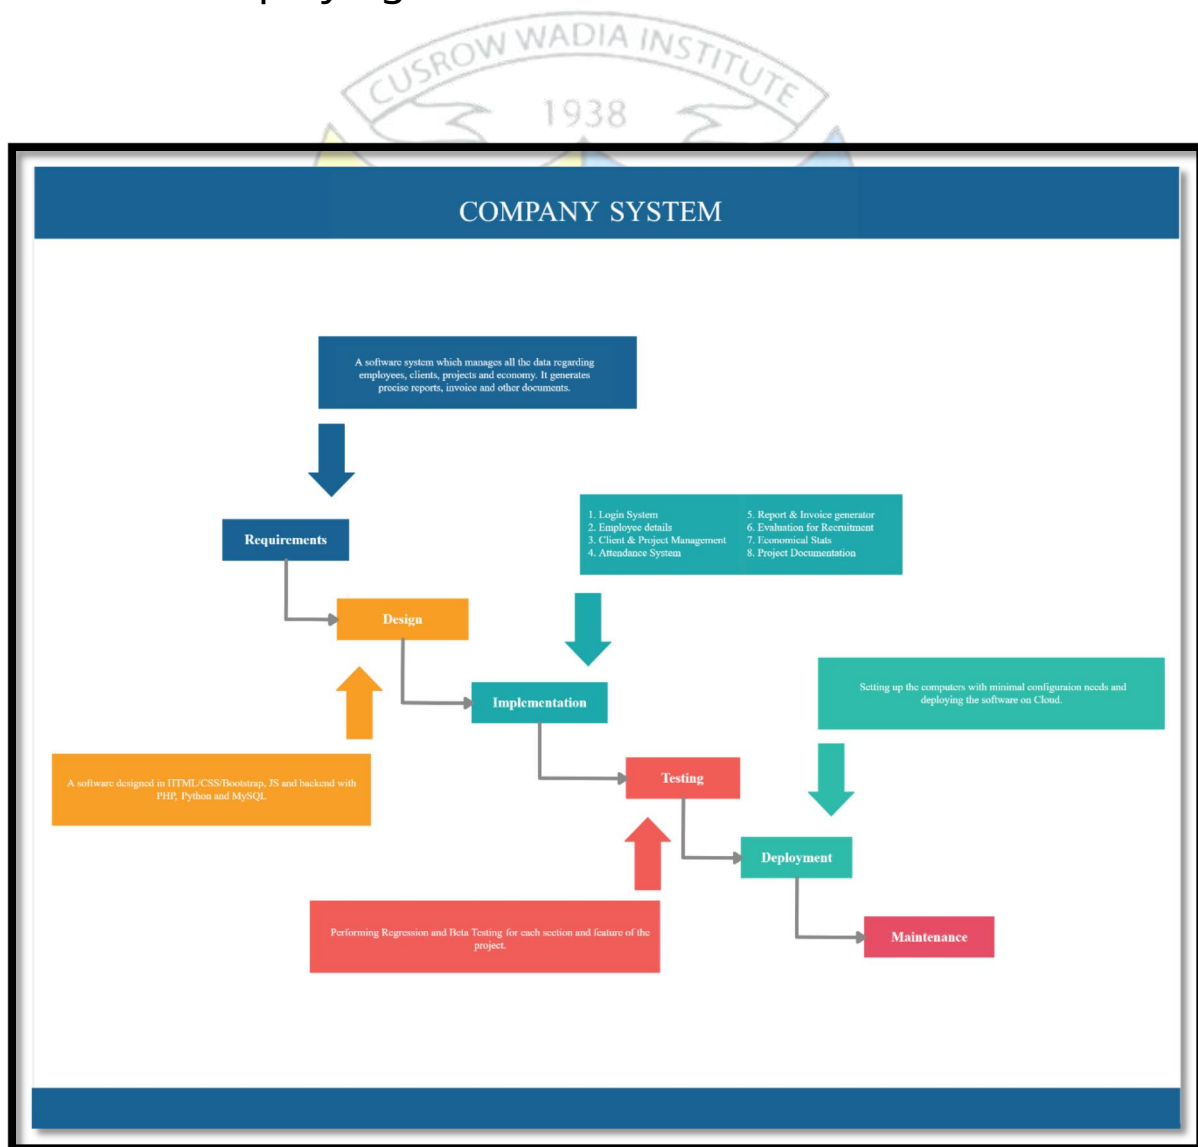 CUSROW WADIA INSTITUTE
1938
COMPANY SYSTEM
A software system which manages all the data regarding
employees, clients, projects and economy. It generates
precise reports, invoice and other documents.
Requirements
1. Login System
2. Employee details
3. Client & Project Management
4. Attendance System
5. Report & Invoice generator
6. Evaluation for Recruitment
7. Economical Stats
8. Project Documentation
Design
Implementation
Setting up the computers with minimal configuraion needs and
deploying the software on Cloud.
A software designed in HTML/CSS/Bootstrap, JS and backend with
PHP, Python and MySQL
Testing
Deployment
Performing Regression and Beta Testing for each section and feature of the
project.
Maintenance